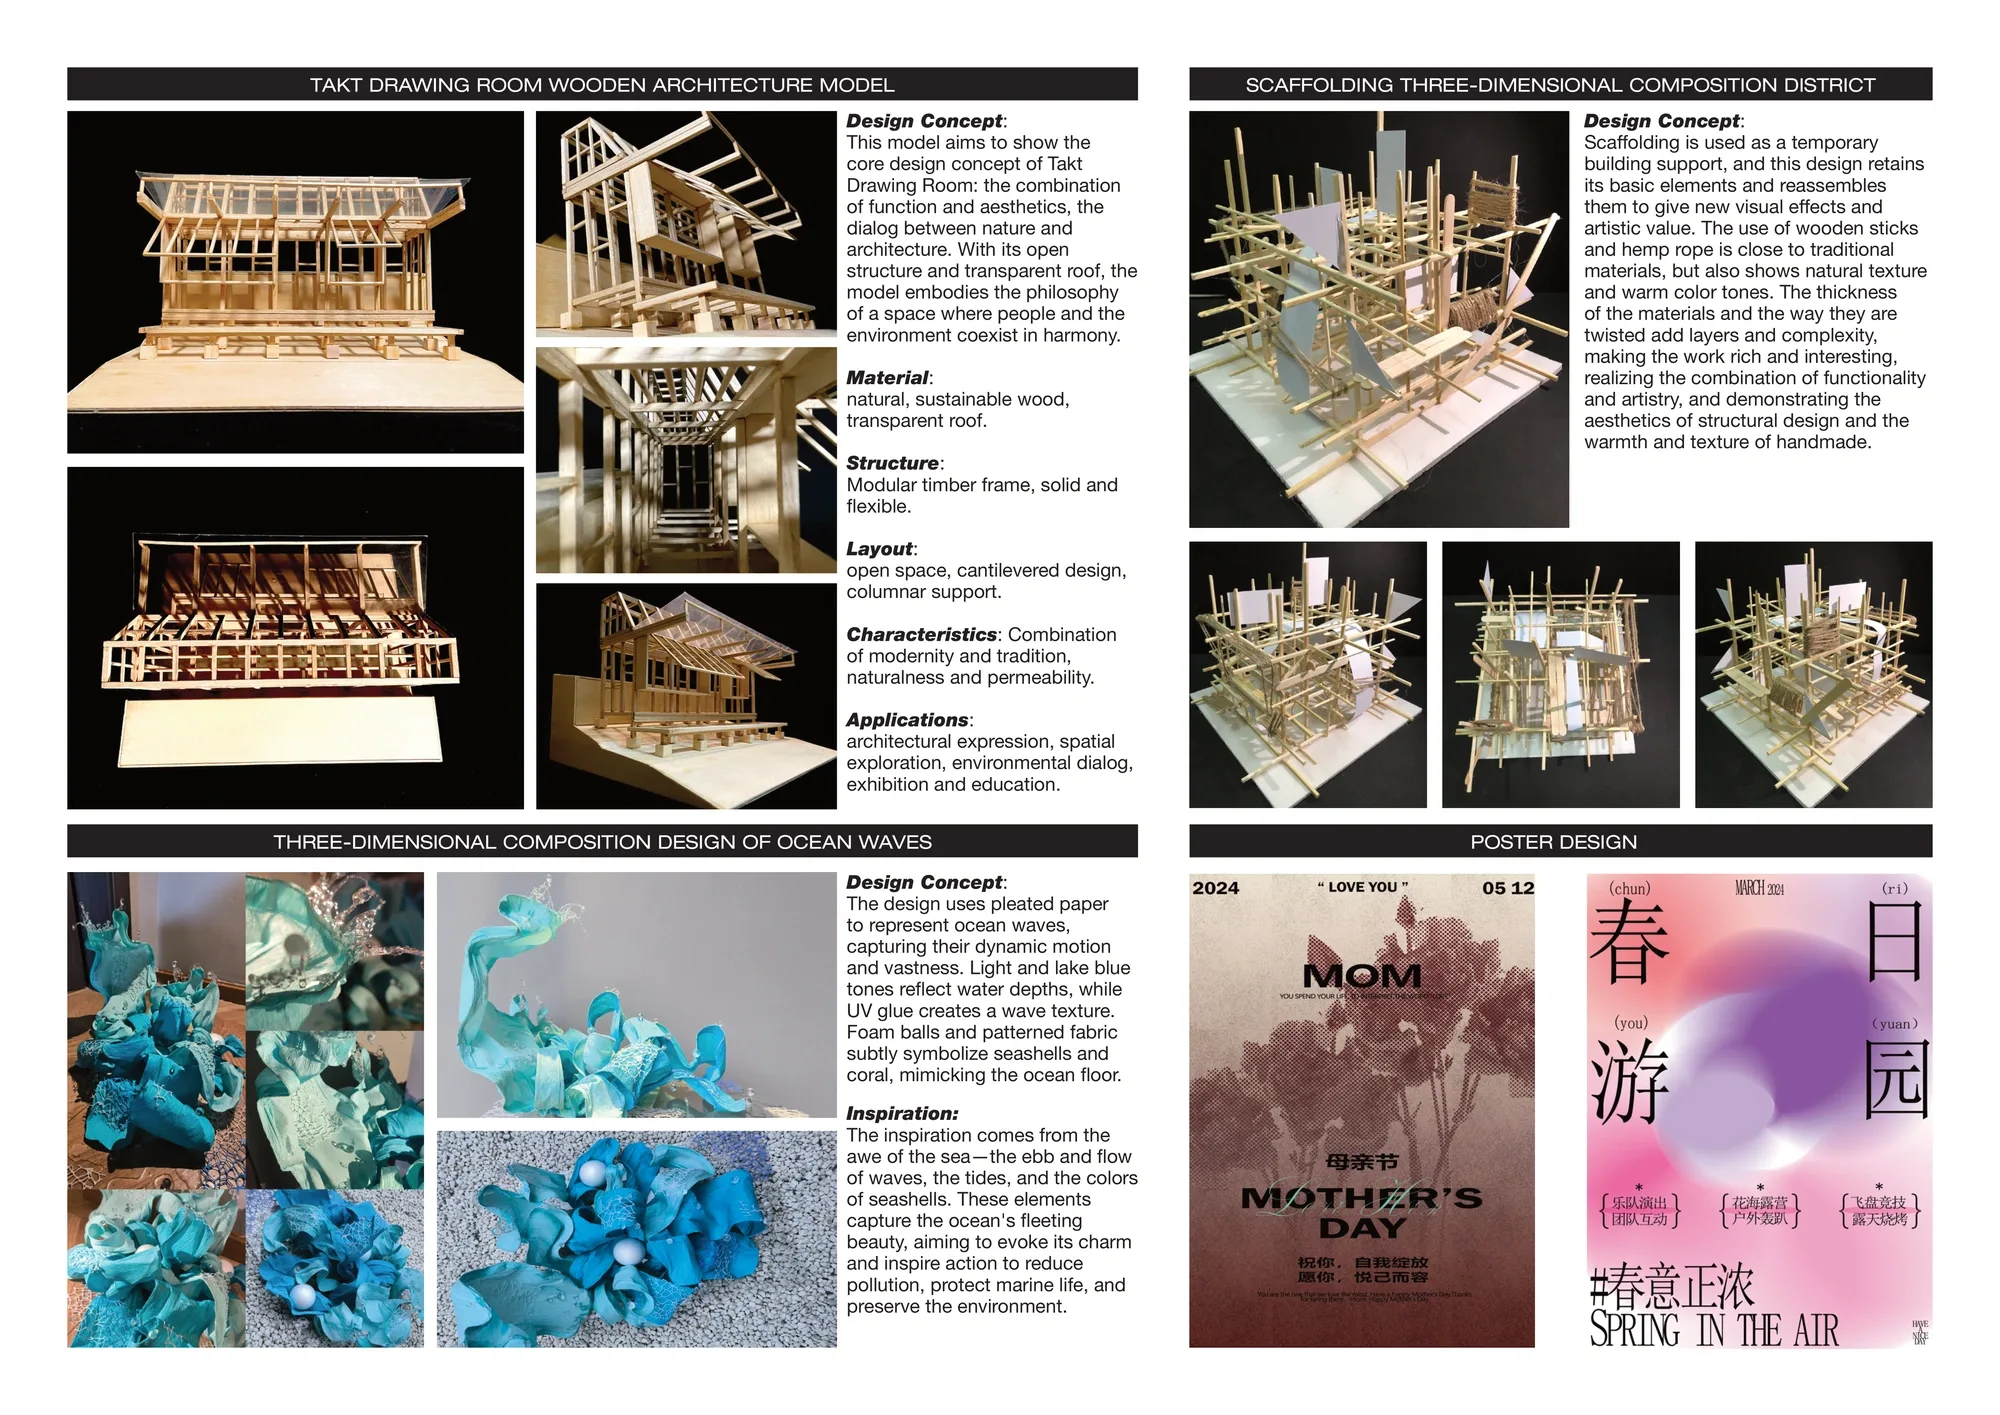 TAKT DRAWING ROOM WOODEN ARCHITECTURE MODEL
Design Concept:
This model aims to show the
core design concept of Takt
Drawing Room: the combination
of function and aesthetics, the
dialog between nature and
architecture. With its open
structure and transparent roof, the
model embodies the philosophy
of a space where people and the
environment coexist in harmony.
Material:
natural, sustainable wood,
transparent roof.
Structure:
Modular timber frame, solid and
flexible.
Layout:
open space, cantilevered design,
columnar support.
Characteristics: Combination
of modernity and tradition,
naturalness and permeability.
Applications:
architectural expression, spatial
exploration, environmental dialog,
exhibition and education.
SCAFFOLDING THREE-DIMENSIONAL COMPOSITION DISTRICT
Design Concept:
Scaffolding is used as a temporary
building support, and this design retains
its basic elements and reassembles
them to give new visual effects and
artistic value. The use of wooden sticks
and hemp rope is close to traditional
materials, but also shows natural texture
and warm color tones. The thickness
of the materials and the way they are
twisted add layers and complexity,
making the work rich and interesting,
realizing the combination of functionality
and artistry, and demonstrating the
aesthetics of structural design and the
warmth and texture of handmade.
THREE-DIMENSIONAL COMPOSITION DESIGN OF OCEAN WAVES
Design Concept:
The design uses pleated paper
to represent ocean waves,
capturing their dynamic motion
and vastness. Light and lake blue
tones reflect water depths, while
UV glue creates a wave texture.
Foam balls and patterned fabric
subtly symbolize seashells and
coral, mimicking the ocean floor.
Inspiration:
The inspiration comes from the
awe of the sea—the ebb and flow
of waves, the tides, and the colors
of seashells. These elements
capture the ocean's fleeting
beauty, aiming to evoke its charm
and inspire action to reduce
pollution, protect marine life, and
preserve the environment.
POSTER DESIGN
2024 “ LOVE YOU ” 05 12
MOM
YOU SPEND YOUR LIFE TO INTERPRET THE WORD "LOVE"
母亲节
MOTHER'S
DAY
祝你，自我绽放
愿你，悦己而容
(chun) MARCH 2024 (ri)
春 日
(you) (yuan)
游 园
* * *
{乐队演出 {花海露营 {飞盘竞技
团队互动} 户外轰趴} 露天烧烤}
#春意正浓
SPRING IN THE AIR
HAVE
A
NICE
DAY